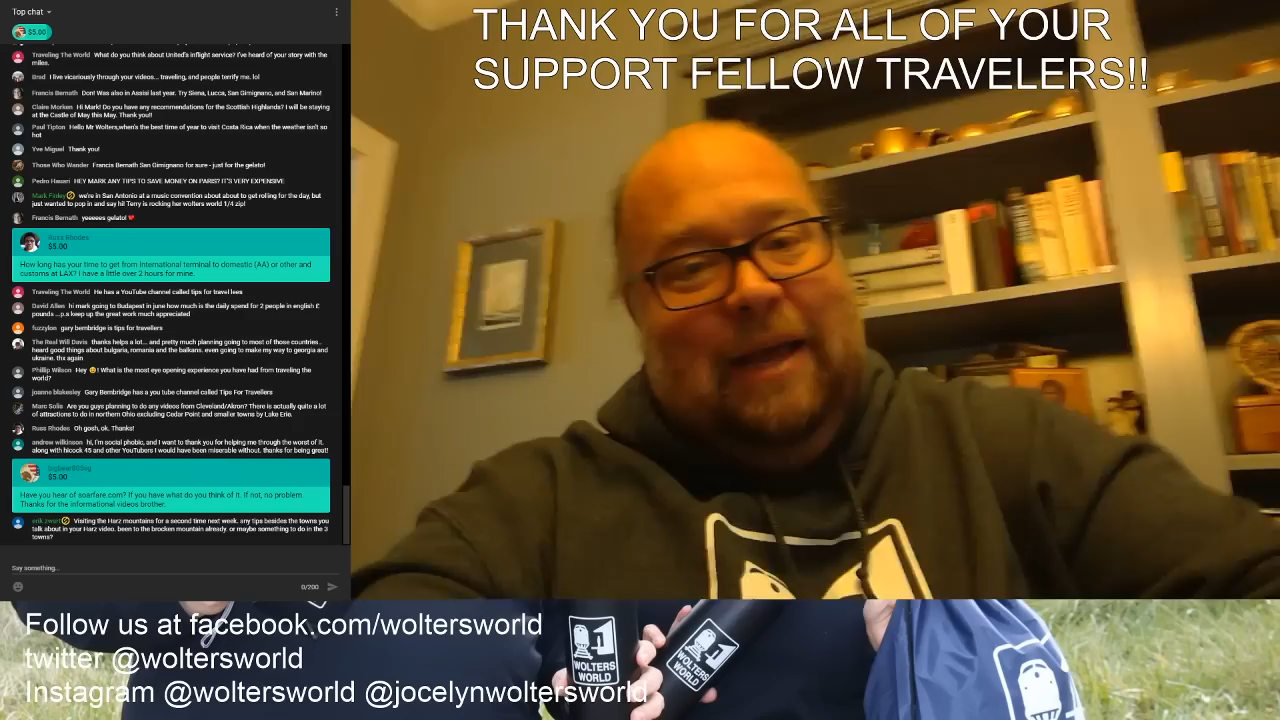 Top chat
$5.00
Traveling The World What do you think about United's inflight service? I've heard of your story with the
miles.
Brad I live vicariously through your videos... traveling, and people terrify me. lol
Francis Bernath Don! Was also in Assisi last year. Try Siena, Lucca, San Gimignano, and San Marino!
Claire Morken Hi Mark! Do you have any recommendations for the Scottish Highlands? I will be staying
at the Castle of May this May. Thank you!!
Paul Tipton Hello Mr Wolters,when's the best time of year to visit Costa Rica when the weather isn't so
hot
Yve Miguel Thank you!
Those Who Wander Francis Bernath San Gimignano for sure - just for the gelato!
Pedro Hauari HEY MARK ANY TIPS TO SAVE MONEY ON PARIS? IT'S VERY EXPENSIVE
Mark Finley we're in San Antonio at a music convention about about to get rolling for the day, but
just wanted to pop in and say hi! Terry is rocking her wolters world 1/4 zip!
Francis Bernath yeeeees gelato!
Russ Rhodes
$5.00
How long has your time to get from International terminal to domestic (AA) or other and
customs at LAX? I have a little over 2 hours for mine.
Traveling The World He has a YouTube channel called tips for travel lees
David Allen hi mark going to Budapest in june how much is the daily spend for 2 people in english £
pounds ...p.s keep up the great work much appreciated
fuzzylon gary bembridge is tips for travellers
The Real Will Davis thanks helps a lot... and pretty much planning going to most of those countries..
heard good things about bulgaria, romania and the balkans. even going to make my way to georgia and
ukraine. thx again
Phillip Wilson Hey ! What is the most eye opening experience you have had from traveling the
world?
joanne blakesley Gary Bembridge has a you tube channel called Tips For Travellers
Marc Solis Are you guys planning to do any videos from Cleveland/Akron? There is actually quite a lot
of attractions to do in northern Ohio excluding Cedar Point and smaller towns by Lake Erie.
Russ Rhodes Oh gosh, ok. Thanks!
andrew wilkinson hi, i'm social phobic, and I want to thank you for helping me through the worst of it.
along with hicock 45 and other YouTubers I would have been miserable without. thanks for being great!
$5.00
Have you hear of soarfare.com? If you have what do you think of it. If not, no problem
Thanks for the informational videos brother.
erik zwart Visiting the Harz mountains for a second time next week. any tips besides the towns you
talk about in your Harz video. been to the brocken mountain already. or maybe something to do in the 3
towns?
Say something...
0/200
THANK YOU FOR ALL OF YOUR
SUPPORT FELLOW TRAVELERS!!
Follow us at facebook.com/woltersworld
twitter @woltersworld
Instagram @woltersworld @jocelynwoltersworld
WOLTERS
WORLD
WOLTERS
WORLD